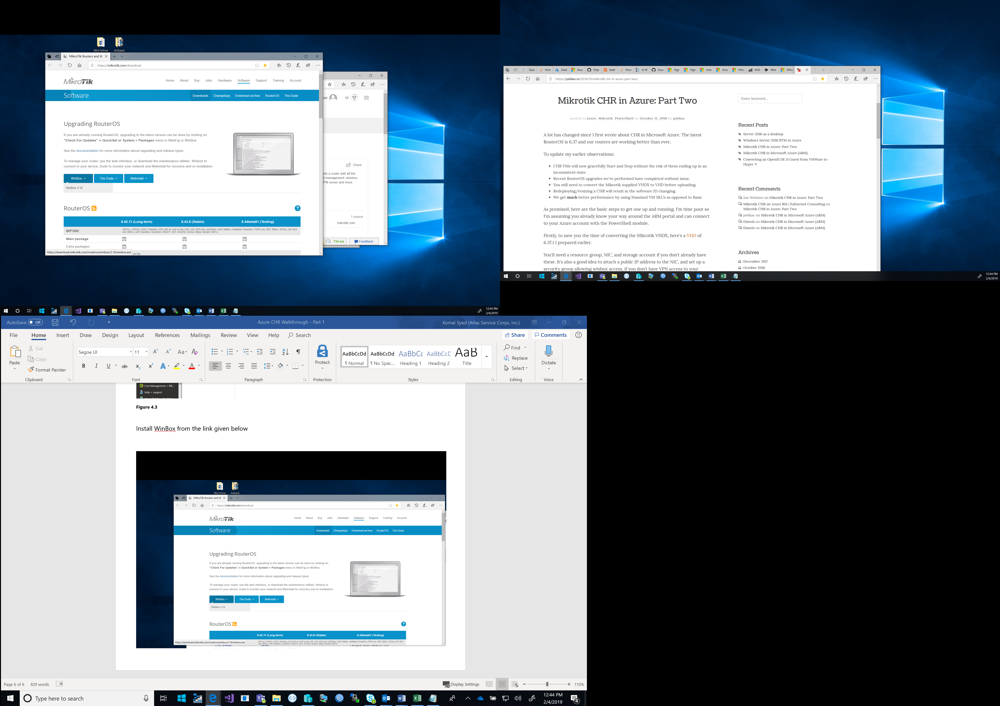 Mid Fellow
Airband
MikroTik Routers and W
https://mikrotik.com/download
MikroTik
Home About Buy Jobs Hardware Software Support Training Account
Software
Downloads Changelogs Download archive RouterOS The Dude
Upgrading RouterOS
If you are already running RouterOS, upgrading to the latest version can be done by clicking on
"Check For Updates" in QuickSet or System > Packages menu in WebFig or WinBox.
See the documentation for more information about upgrading and release types.
To manage your router, use the web interface, or download the maintenance utilities. Winbox to
connect to your device, Dude to monitor your network and Netinstall for recovery and re-installation.
WinBox The Dude Netinstall
WinBox 3.18
RouterOS
?
6.42.11 (Long-term) 6.43.8 (Stable) 6.44beta61 (Testing)
MIPSBE
Main package
Extra packages
https://download.mikrotik.com/routeros/winbox/3.18/winbox.exe
hAP lite
10
Share
nto a router with all the
h management, wireless
VPN server and more.
1 source
mikrotik.com
734 ms
Feedback
12:44 PM
2/4/2019
Quic How Dasl Azu Dep basl linux Is th Azu Sigr Sigr Inst Azu Micr Airb Wat Micr
https://pebkac.io/2016/10/mikrotik-chr-in-azure-part-two/
Mikrotik CHR in Azure: Part Two
posted in Azure, Mikrotik, PowerShell on October 11, 2016 by pebkac
A lot has changed since I first wrote about CHR in Microsoft Azure. The latest
RouterOS is 6.37 and our routers are working better than ever.
To update my earlier observations:
CHR VMs will now gracefully Start and Stop without the risk of them ending up in an
inconsistent state.
Recent RouterOS upgrades we've performed have completed without issue.
You still need to convert the Mikrotik supplied VHDX to VHD before uploading.
Redeploying/resizing a CHR will result in the software ID changing.
We get much better performance by using Standard VM SKUs as opposed to Basic
As promised, here are the basic steps to get one up and running. I'm time poor so
I'm assuming you already know your way around the ARM portal and can connect
to your Azure account with the PowerShell module.
Firstly, to save you the time of converting the Mikrotik VHDX, here's a VHD of
6.37.1 I prepared earlier.
You'll need a resource group, NIC, and storage account if you don't already have
these. It's also a good idea to attach a public IP address to the NIC, and set up a
security group allowing winbox access, if you don't have VPN access to your
Enter keyword...
Recent Posts
Server 2016 as a desktop
Windows Server 2016 RTM in Azure
Mikrotik CHR in Azure: Part Two
Mikrotik CHR in Microsoft Azure (ARM)
Converting an OpenSUSE 11 Guest from VMWare to
Hyper-V
Recent Comments
Jon Webster on Mikrotik CHR in Azure: Part Two
Mikrotik CHR on Azure RM | Eathernet Consulting on
Mikrotik CHR in Azure: Part Two
pebkac on Mikrotik CHR in Microsoft Azure (ARM)
Dinesh on Mikrotik CHR in Microsoft Azure (ARM)
Dinesh on Mikrotik CHR in Microsoft Azure (ARM)
Archives
December 2017
October 2016
12:44 PM
2/4/2019
AutoSave Off
Azure CHR Walkthrough - Part 1
Komal Syed (Atlas Service Corps, Inc.)
File Home Insert Draw Design Layout References Mailings Review View Help Search
Share Comments
Paste
Cut
Copy
Format Painter
Clipboard
Segoe UI 11
Font
Paragraph
Protect
Protection
AaBbCcDd AaBbCcDd AaBbCc AaBbCcD AaB
¶ Normal ¶ No Spac... Heading 1 Heading 2 Title
Styles
Find
Replace
Select
Editing
Dictate
Voice
Cost Management + Bill...
Help + support
Figure 4.3
Install WinBox from the link given below
Mid Fellow
Airband
MikroTik Routers and W
https://mikrotik.com/download
MikroTik
Home About Buy Jobs Hardware Software Support Training Account
Software
Downloads Changelogs Download archive RouterOS The Dude
Upgrading RouterOS
If you are already running RouterOS, upgrading to the latest version can be done by clicking on
"Check For Updates" in QuickSet or System > Packages menu in WebFig or WinBox.
See the documentation for more information about upgrading and release types.
To manage your router, use the web interface, or download the maintenance utilities. Winbox to
connect to your device, Dude to monitor your network and Netinstall for recovery and re-installation.
WinBox The Dude Netinstall
WinBox 3.18
RouterOS
?
6.42.11 (Long-term) 6.43.8 (Stable) 6.44beta61 (Testing)
https://download.mikrotik.com/routeros/winbox/3.18/winbox.exe
People also search for
Page 6 of 6 829 words
Display Settings
110%
Type here to search
12:44 PM
2/4/2019
4